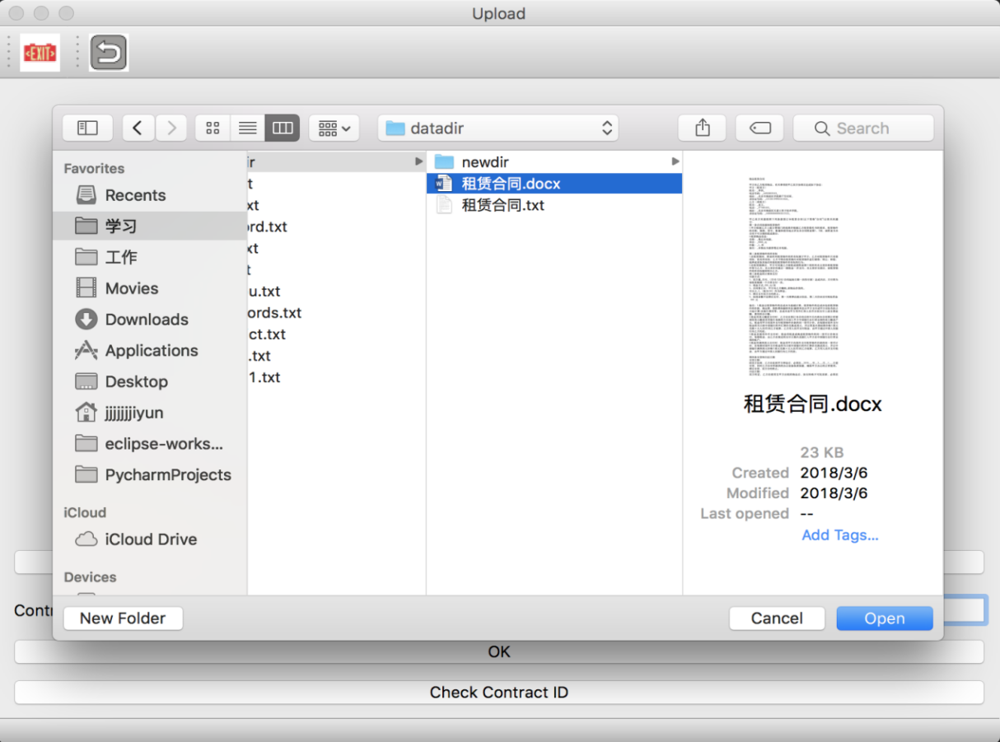 Upload
<EXIT>
datadir
Search
Favorites
Recents
学习
工作
Movies
Downloads
Applications
Desktop
jjjjjjjiyun
eclipse-works...
PycharmProjects
iCloud
iCloud Drive
Devices
ir
t
xt
ord.txt
xt
t
u.txt
ords.txt
ct.txt
.txt
1.txt
newdir
租赁合同.docx
租赁合同.txt
租赁合同.docx
23 KB
Created 2018/3/6
Modified 2018/3/6
Last opened --
Add Tags...
Contr
New Folder
Cancel
Open
OK
Check Contract ID